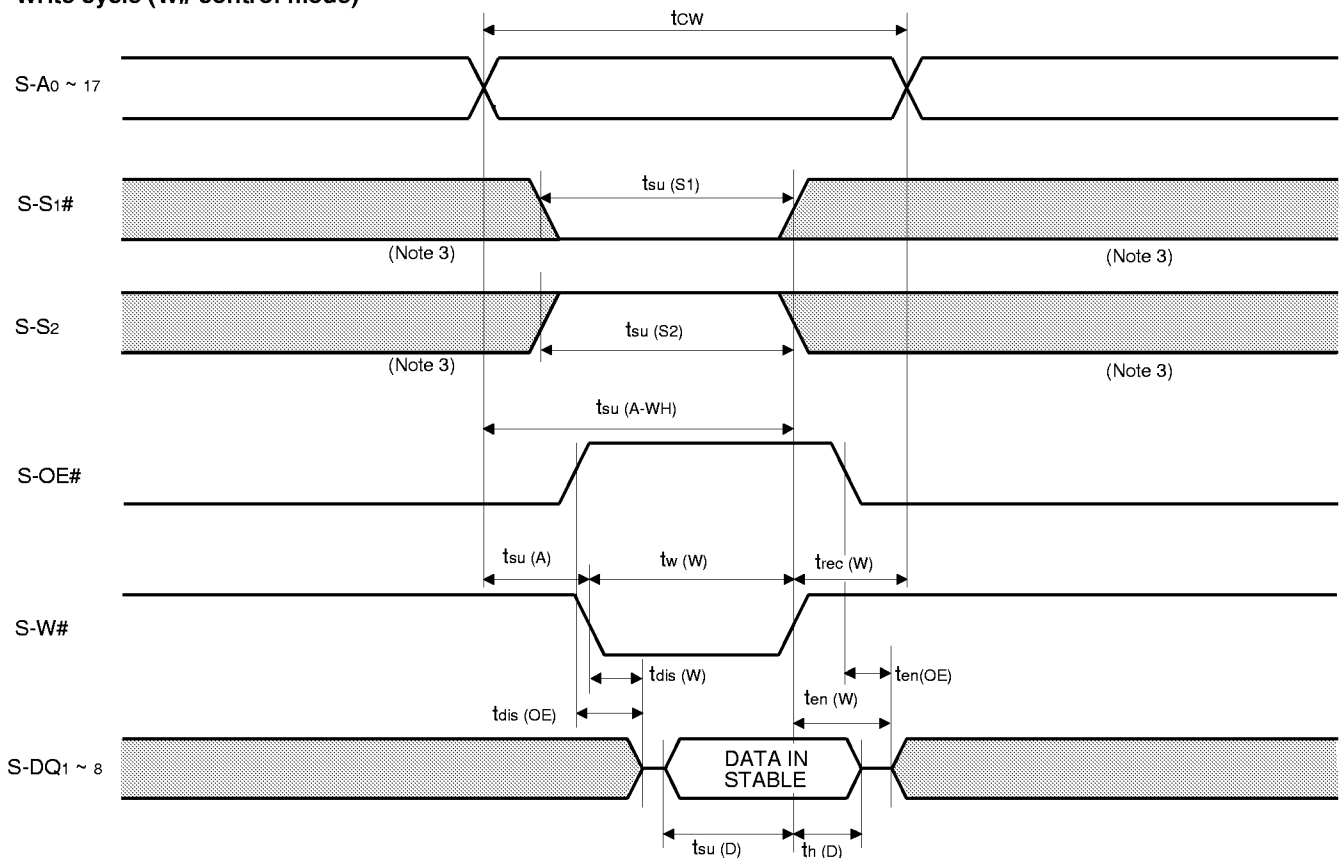 Write cycle (W# control mode)
tCW
S-A0 ~ 17
tsu (S1)
S-S1#
(Note 3)
(Note 3)
S-S2
tsu (S2)
(Note 3)
(Note 3)
tsu (A-WH)
S-OE#
tsu (A)
tw (W)
trec (W)
S-W#
tdis (W)
ten(OE)
tdis (OE)
ten (W)
S-DQ1 ~ 8
DATA IN
STABLE
tsu (D)
th (D)